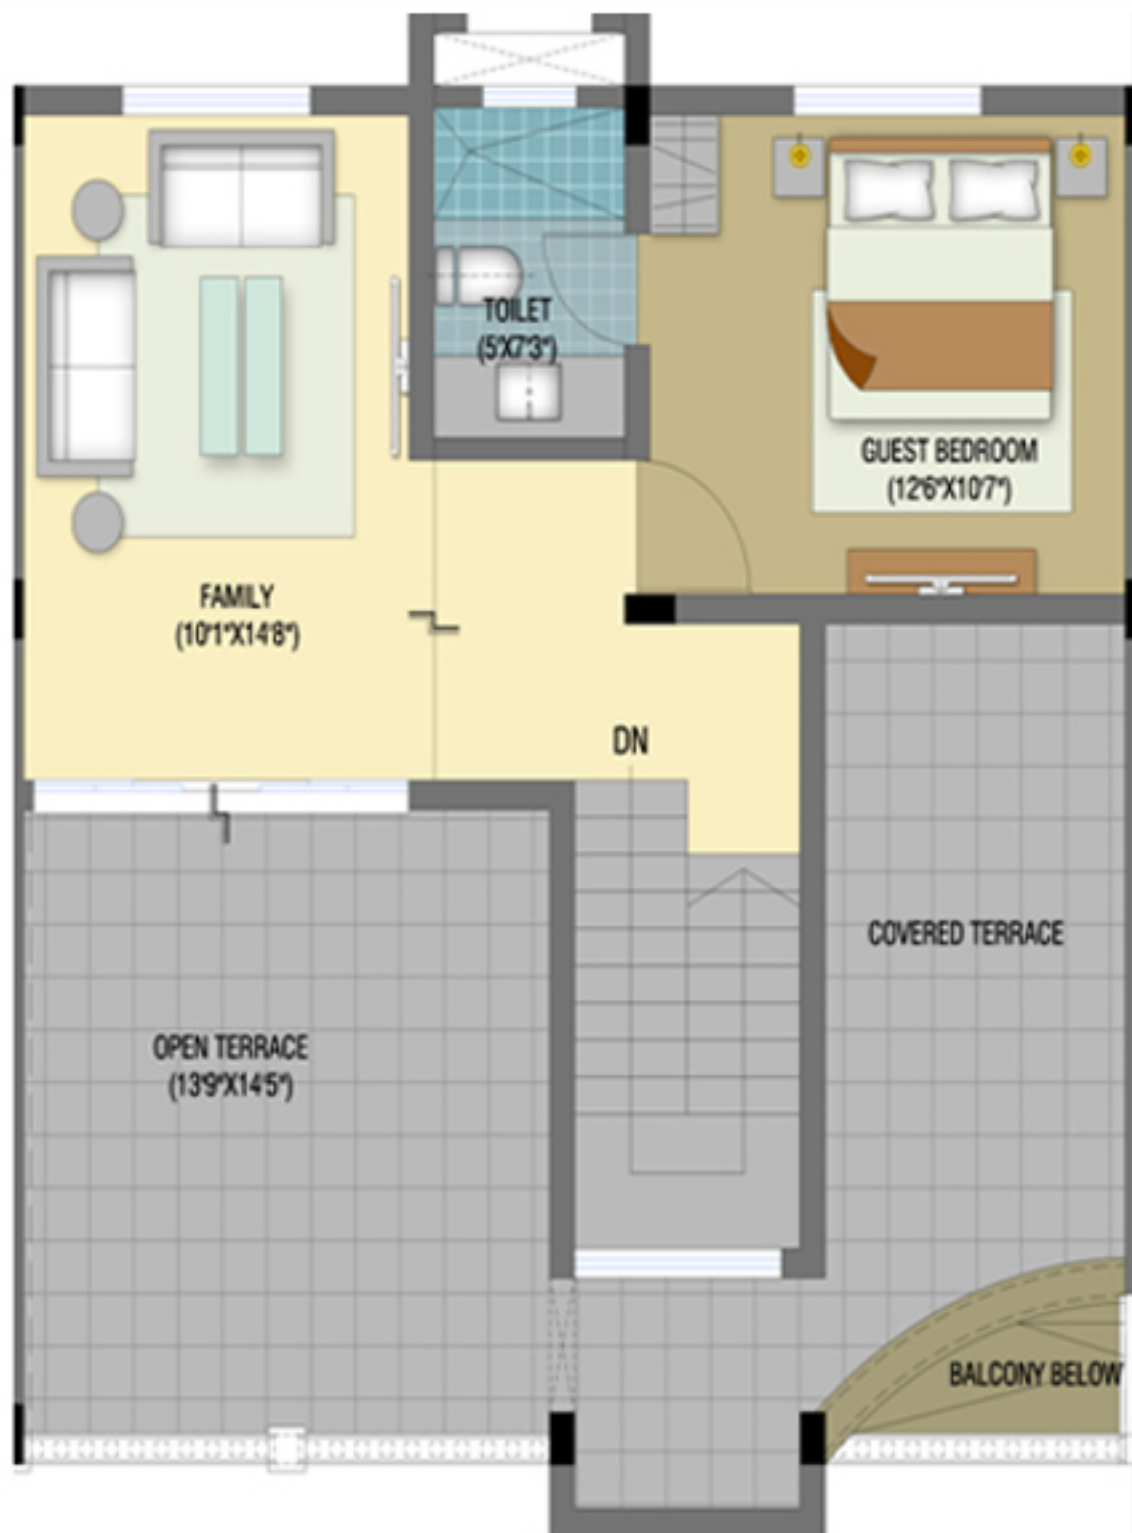 TOILET
(5'X7'3")
GUEST BEDROOM
(12'6"X10'7")
FAMILY
(10'1"X14'8")
DN
COVERED TERRACE
OPEN TERRACE
(13'9"X14'5")
BALCONY BELOW